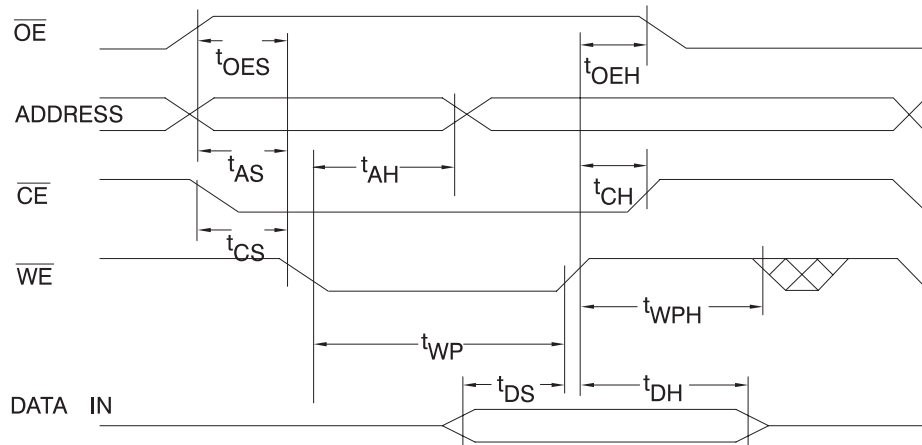 OE
tOES
tOEH
ADDRESS
tAS
tAH
CE
tCH
tCS
WE
tWPH
tWP
tDS
tDH
DATA IN